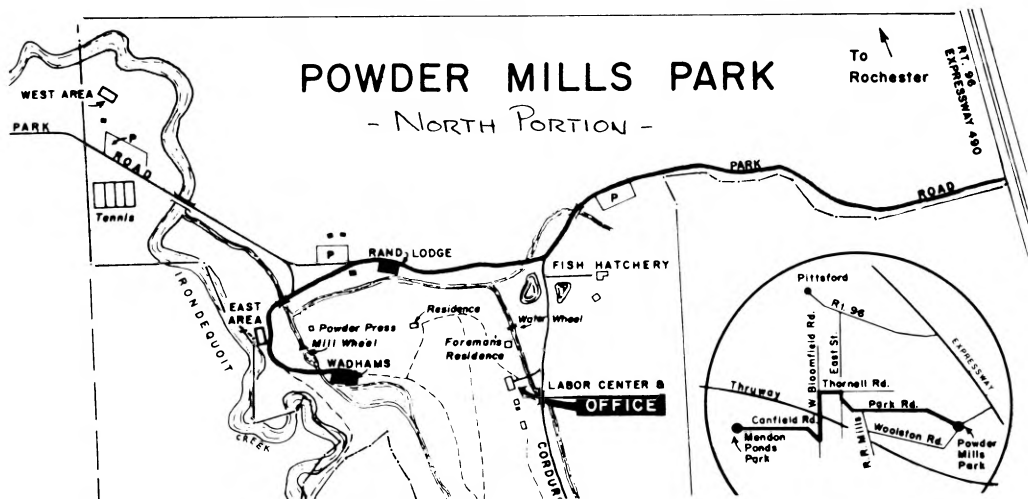 POWDER MILLS PARK
- NORTH PORTION -
To
Rochester
RT. 96
EXPRESSWAY 490
WEST AREA
PARK
P
ROAD
Tennis
P
RAND LODGE
PARK
ROAD
P
FISH HATCHERY
IRONDEQUOIT
CREEK
EAST
AREA
Powder Press
Mill Wheel
WADHAMS
Residence
Foremans
Residence
Water Wheel
LABOR CENTER &
OFFICE
Pittsford
Rt. 96
EXPRESSWAY
W Bloomfield Rd.
East St.
Thruway
Thornell Rd.
Canfield Rd.
Park Rd.
Woolston Rd.
R.R. Mills
Mendon
Ponds
Park
Powder
Mills
Park